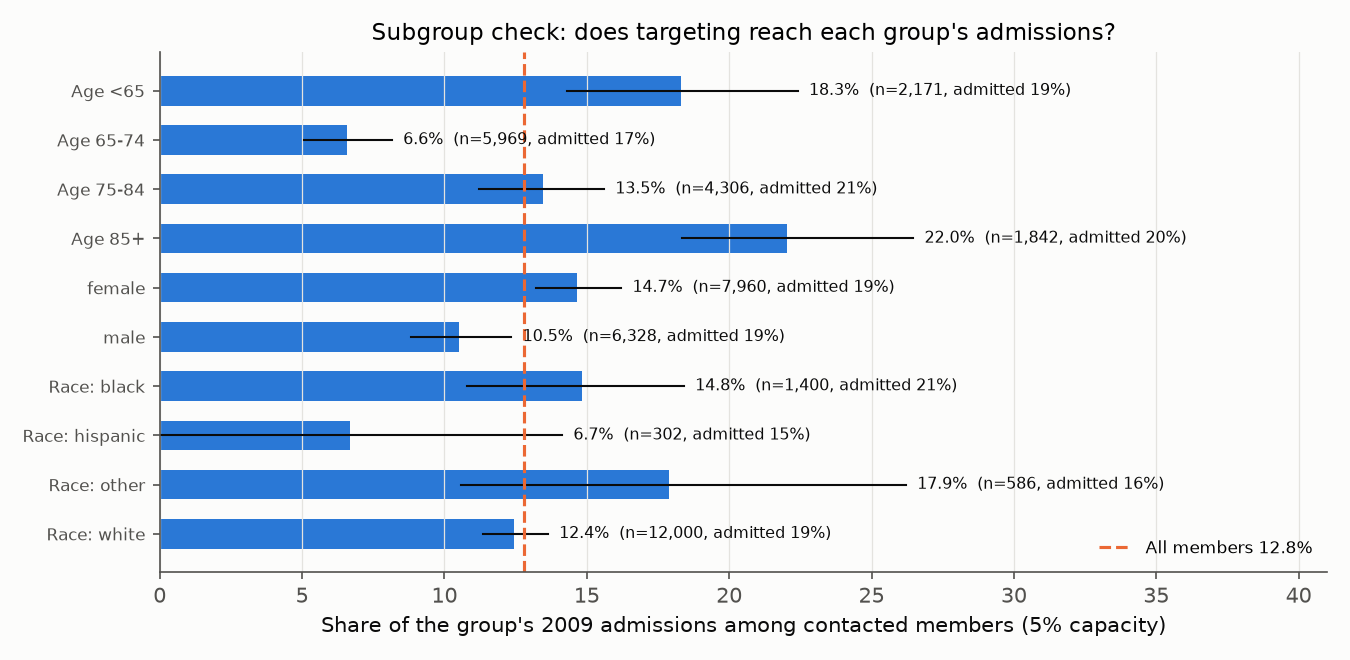 Subgroup check: does targeting reach each group's admissions?
Age <65 18.3% (n=2,171, admitted 19%)
Age 65-74 6.6% (n=5,969, admitted 17%)
Age 75-84 13.5% (n=4,306, admitted 21%)
Age 85+ 22.0% (n=1,842, admitted 20%)
female 14.7% (n=7,960, admitted 19%)
male 10.5% (n=6,328, admitted 19%)
Race: black 14.8% (n=1,400, admitted 21%)
Race: hispanic 6.7% (n=302, admitted 15%)
Race: other 17.9% (n=586, admitted 16%)
Race: white 12.4% (n=12,000, admitted 19%)
All members 12.8%
0 5 10 15 20 25 30 35 40
Share of the group's 2009 admissions among contacted members (5% capacity)